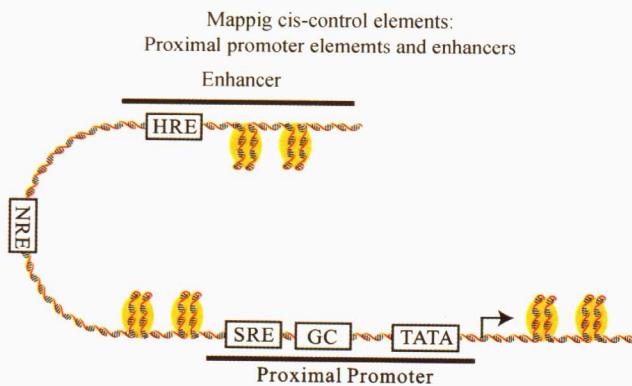 Mappig cis-control elements:
Proximal promoter elememts and enhancers
Enhancer
HRE
NRE
SRE
GC
TATA
Proximal Promoter